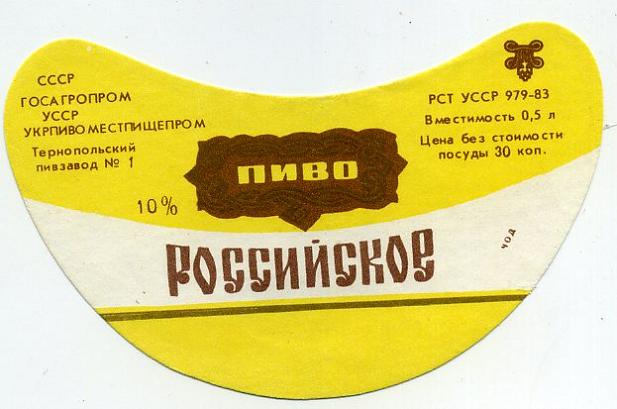 СССР
ГОСАГРОПРОМ
УССР
УКРПИВОМЕСТПИЩЕПРОМ
Тернопольский
пивзавод № 1
10%
ПИВО
РОССИЙСКОЕ
РСТ УССР 979-83
Вместимость 0,5 л
Цена без стоимости
посуды 30 коп.